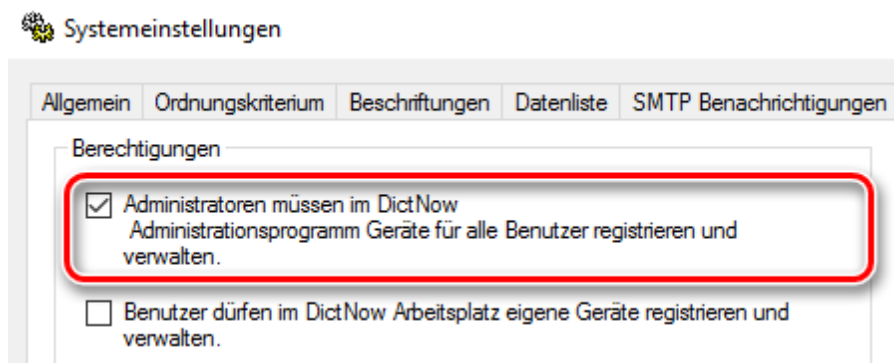 Systemeinstellungen
Allgemein Ordnungskriterium Beschriftungen Datenliste SMTP Benachrichtigungen
Berechtigungen
Administratoren müssen im DictNow
Administrationsprogramm Geräte für alle Benutzer registrieren und
verwalten.
Benutzer dürfen im DictNow Arbeitsplatz eigene Geräte registrieren und
verwalten.